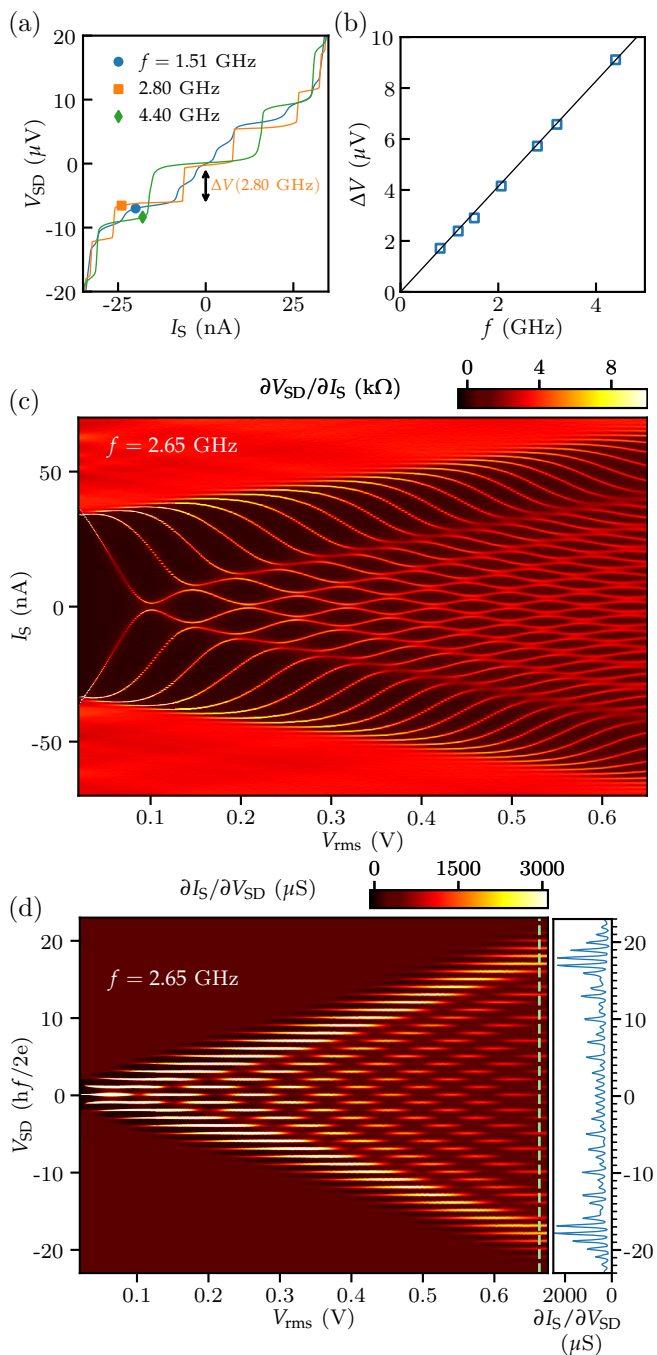 (a)
V_SD (μV)
20
10
0
-10
-20
f = 1.51 GHz
2.80 GHz
4.40 GHz
ΔV(2.80 GHz)
-25
0
25
I_S (nA)
(b)
ΔV (μV)
10
8
6
4
2
0
0
2
4
f (GHz)
(c)
∂V_SD/∂I_S (kΩ)
0
4
8
f = 2.65 GHz
I_S (nA)
50
0
-50
0.1
0.2
0.3
0.4
0.5
0.6
V_rms (V)
(d)
∂I_S/∂V_SD (μS)
0
1500
3000
f = 2.65 GHz
V_SD (hf/2e)
20
10
0
-10
-20
0.1
0.2
0.3
0.4
0.5
0.6
V_rms (V)
20
10
0
-10
-20
2000
0
∂I_S/∂V_SD
(μS)